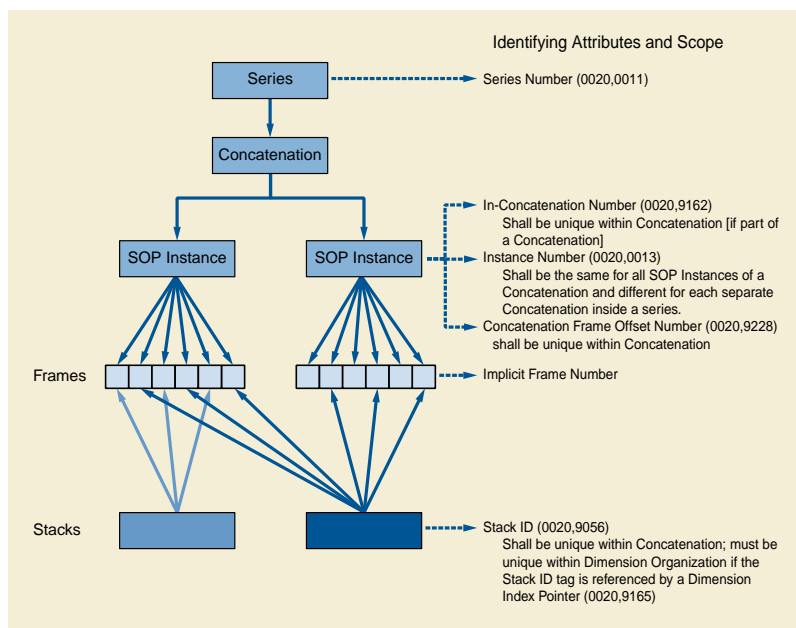 Identifying Attributes and Scope
Series
Series Number (0020,0011)
Concatenation
In-Concatenation Number (0020,9162)
Shall be unique within Concatenation [if part
of a Concatenation]
SOP Instance
SOP Instance
Instance Number (0020,0013)
Shall be the same for all SOP Instances of a
Concatenation and different for each separate
Concatenation inside a series.
Concatenation Frame Offset Number (0020,9228)
shall be unique within Concatenation
Frames
Implicit Frame Number
Stacks
Stack ID (0020,9056)
Shall be unique within Concatenation; must be
unique within Dimension Organization if the
Stack ID tag is referenced by a Dimension
Index Pointer (0020,9165)